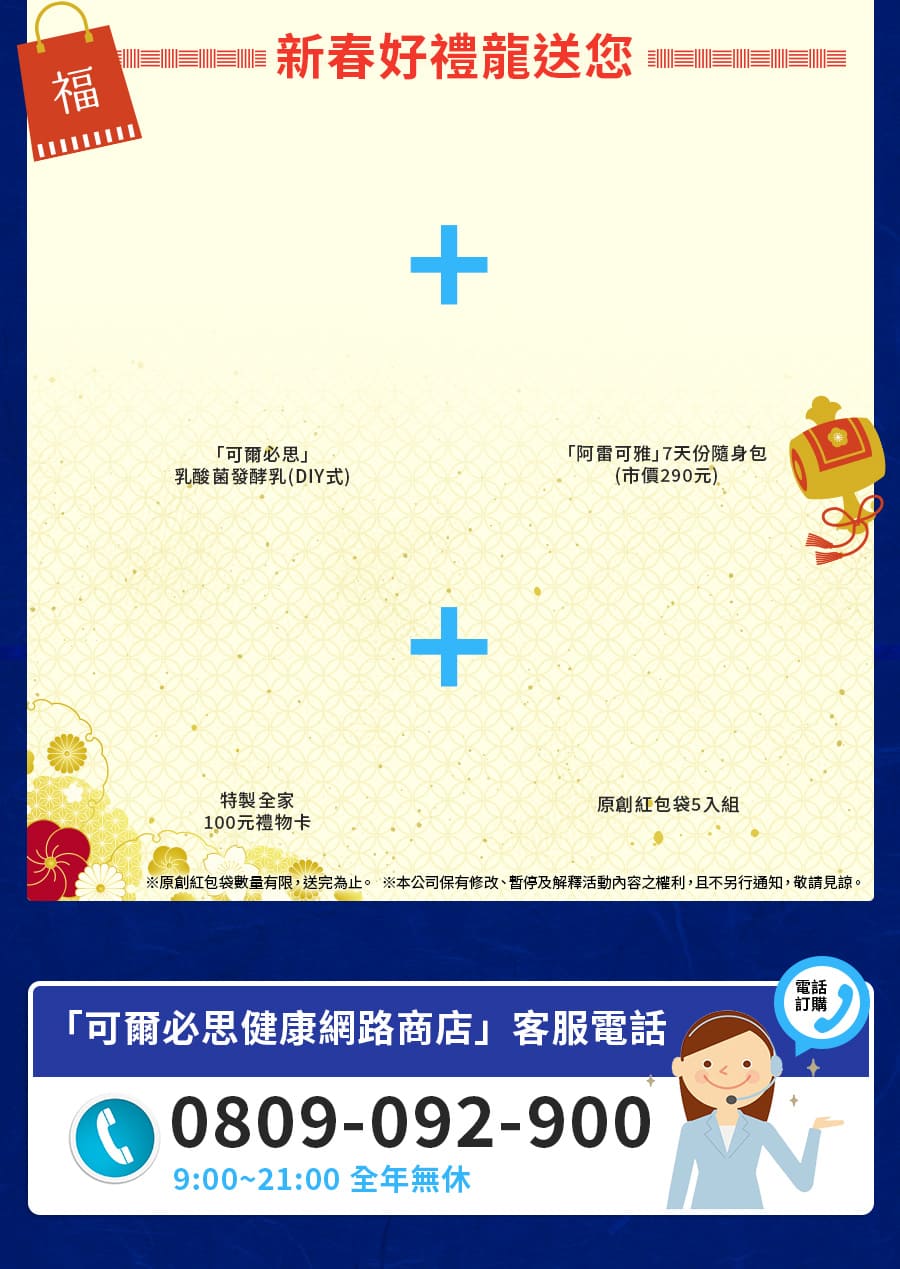 福
新春好禮龍送您
「可爾必思」
乳酸菌發酵乳(DIY式)
「阿雷可雅」7天份隨身包
(市價290元)
特製全家
100元禮物卡
原創紅包袋5入組
※原創紅包袋數量有限，送完為止。 ※本公司保有修改、暫停及解釋活動內容之權利，且不另行通知，敬請見諒。
電話
訂購
「可爾必思健康網路商店」客服電話
0809-092-900
9:00~21:00 全年無休